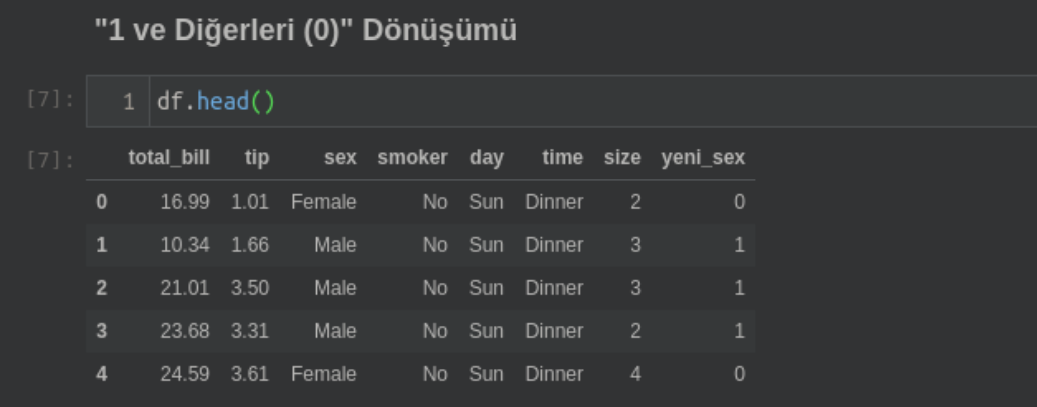 "1 ve Diğerleri (0)" Dönüşümü
[7]: 1 df.head()
[7]: total_bill tip sex smoker day time size yeni_sex
0 16.99 1.01 Female No Sun Dinner 2 0
1 10.34 1.66 Male No Sun Dinner 3 1
2 21.01 3.50 Male No Sun Dinner 3 1
3 23.68 3.31 Male No Sun Dinner 2 1
4 24.59 3.61 Female No Sun Dinner 4 0